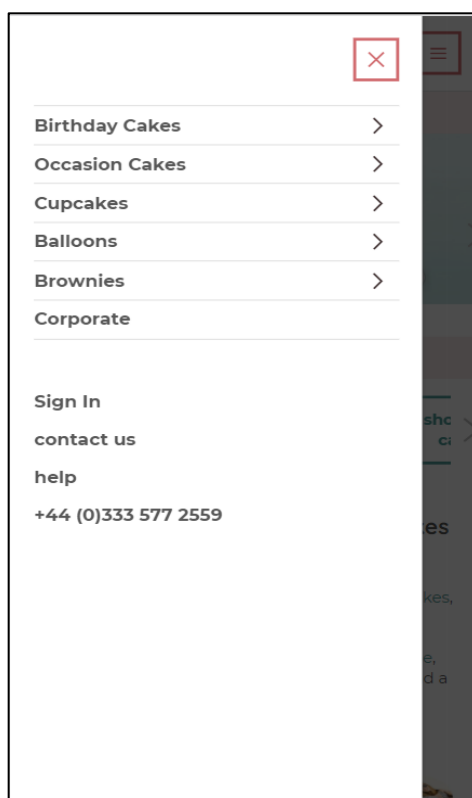 Birthday Cakes
Occasion Cakes
Cupcakes
Balloons
Brownies
Corporate
Sign In
contact us
help
+44 (0)333 577 2559